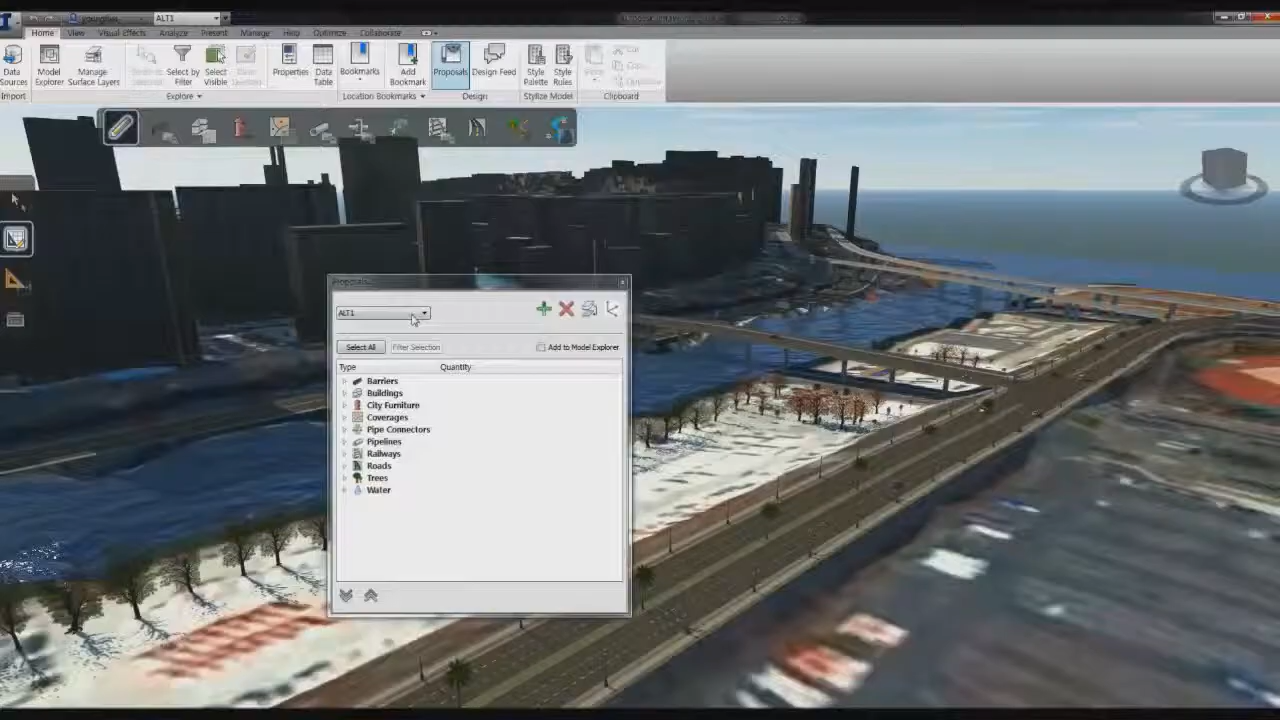 ALT1
Home View Visual Effects Analyze Present Manage Optimize Collaborate
Data Sources
Model Explorer
Manage Surface Layers
Select by Filter
Select Visible
Properties
Data Table
Bookmarks
Add Bookmark
Proposals
Design Feed
Style Palette
Style Rules
Import
Explore
Location Bookmarks
Design
Stylize Model
Clipboard
Proposals
ALT1
Select All Filter Selection Add to Model Explorer
Type Quantity
Barriers
Buildings
City Furniture
Coverages
Pipe Connectors
Pipelines
Railways
Roads
Trees
Water